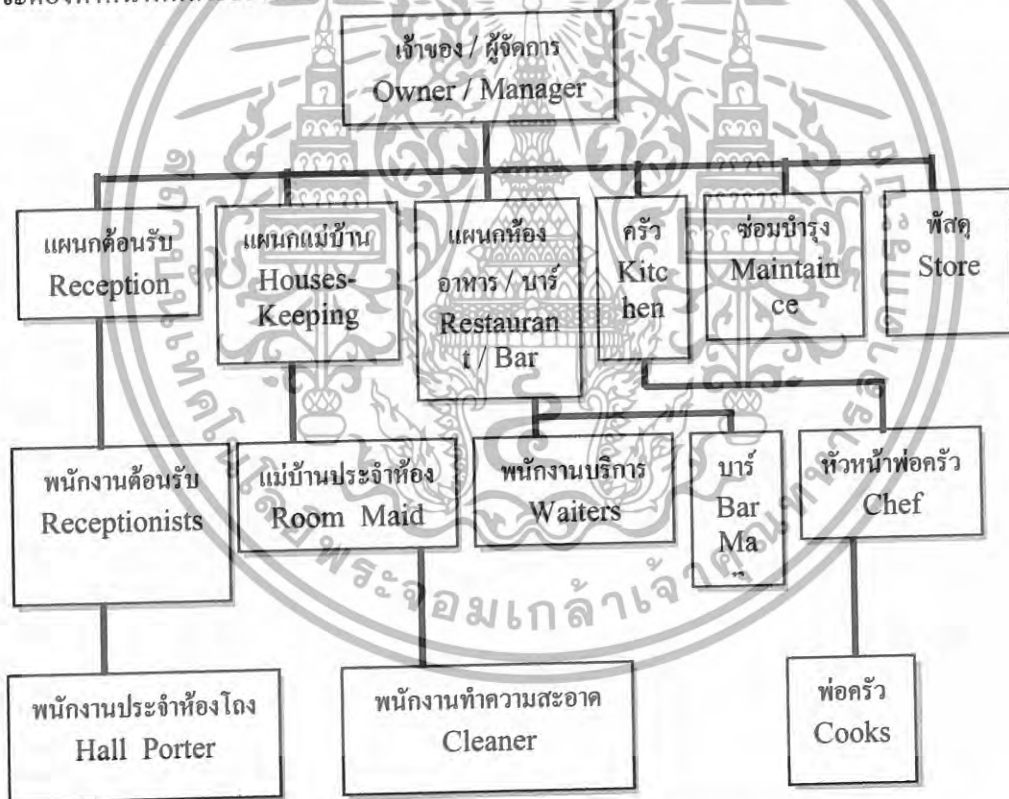 เจ้าของ / ผู้จัดการ
Owner / Manager
แผนกต้อนรับ
Reception
แผนกแม่บ้าน
Houses-
Keeping
แผนกห้อง
อาหาร / บาร์
Restauran
t / Bar
ครัว
Kitc
hen
ซ่อมบำรุง
Maintain
ce
พัสดุ
Store
พนักงานต้อนรับ
Receptionists
แม่บ้านประจำห้อง
Room Maid
พนักงานบริการ
Waiters
บาร์
Bar
Ma
หัวหน้าพ่อครัว
Chef
พนักงานประจำห้องโถง
Hall Porter
พนักงานทำความสะอาด
Cleaner
พ่อครัว
Cooks